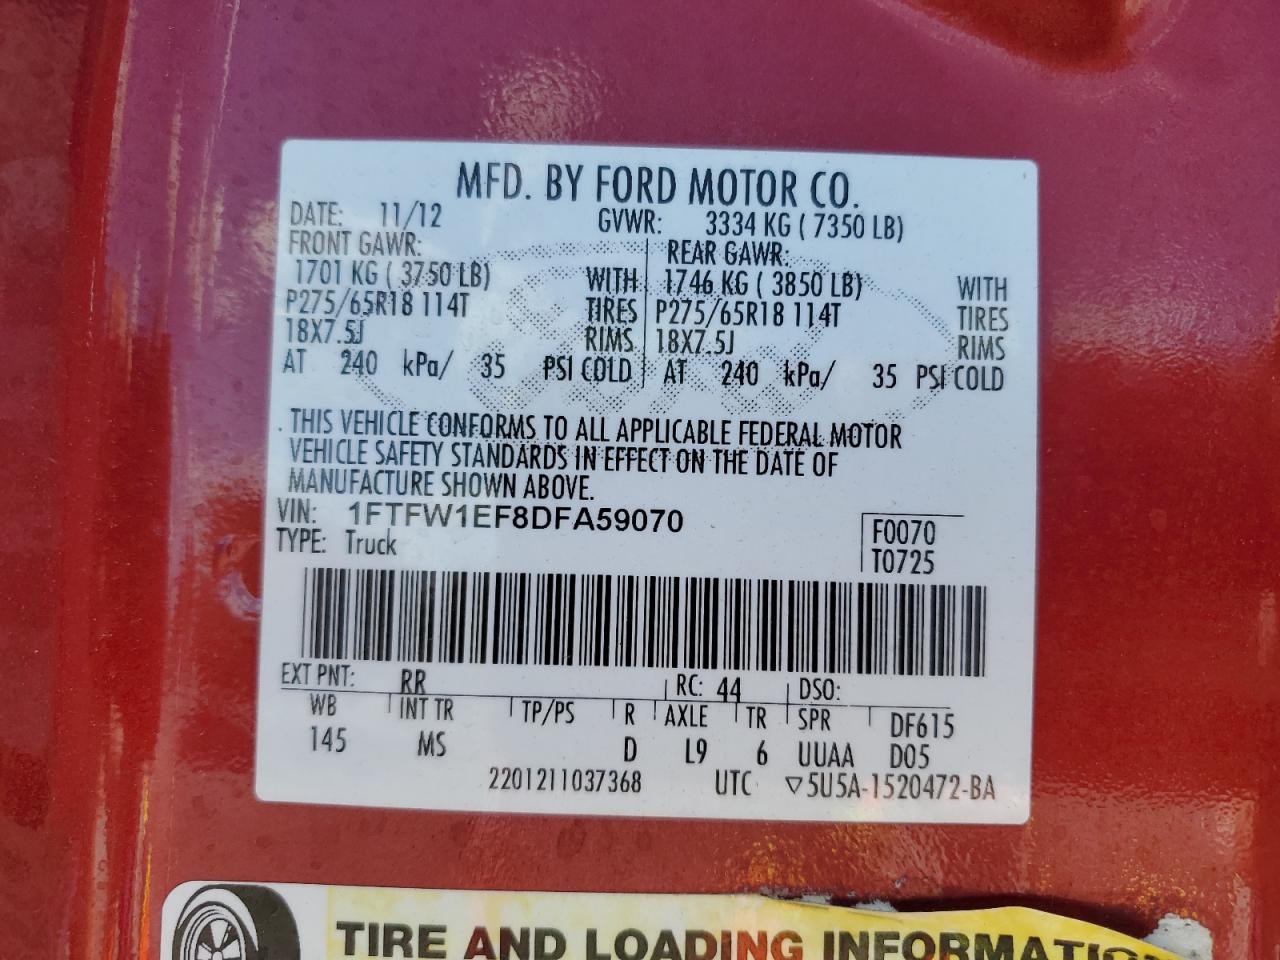 MFD. BY FORD MOTOR CO.
DATE: 11/12 GVWR: 3334 KG ( 7350 LB)
FRONT GAWR: REAR GAWR:
1701 KG ( 3750 LB) WITH 1746 KG ( 3850 LB) WITH
P275/65R18 114T TIRES P275/65R18 114T TIRES
18X7.5J RIMS 18X7.5J RIMS
AT 240 kPa/ 35 PSI COLD AT 240 kPa/ 35 PSI COLD
. THIS VEHICLE CONFORMS TO ALL APPLICABLE FEDERAL MOTOR
VEHICLE SAFETY STANDARDS IN EFFECT ON THE DATE OF
MANUFACTURE SHOWN ABOVE.
VIN: 1FTFW1EF8DFA59070 F0070
TYPE: Truck T0725
EXT PNT: RR RC: 44 DSO:
WB INT TR TP/PS R AXLE TR SPR DF615
145 MS D L9 6 UUAA D05
2201211037368 UTC ▽5U5A-1520472-BA
TIRE AND LOADING INFORMATION